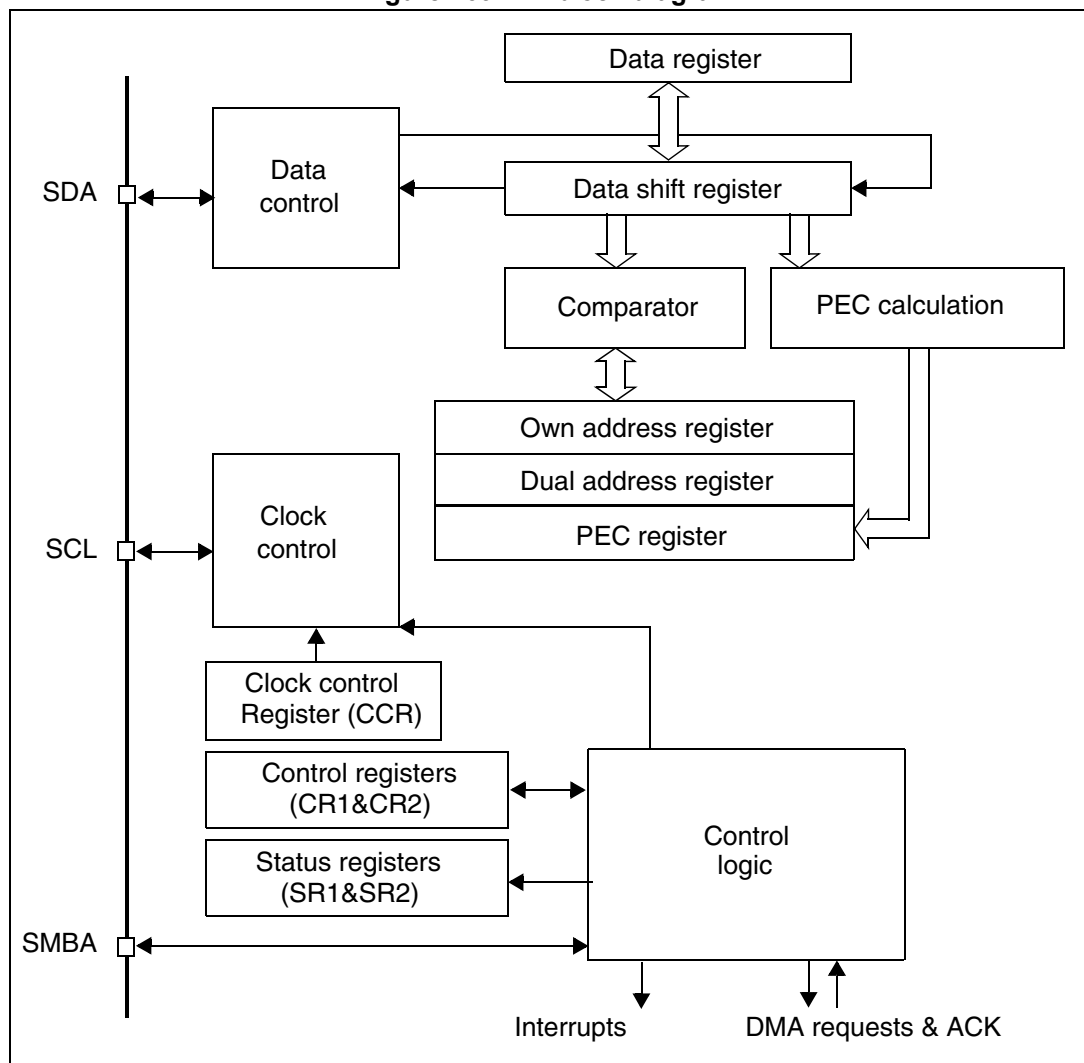 Data register
Data
control
SDA
Data shift register
Comparator
PEC calculation
Own address register
Dual address register
PEC register
Clock
control
SCL
Clock control
Register (CCR)
Control registers
(CR1&CR2)
Control
logic
Status registers
(SR1&SR2)
SMBA
Interrupts
DMA requests & ACK